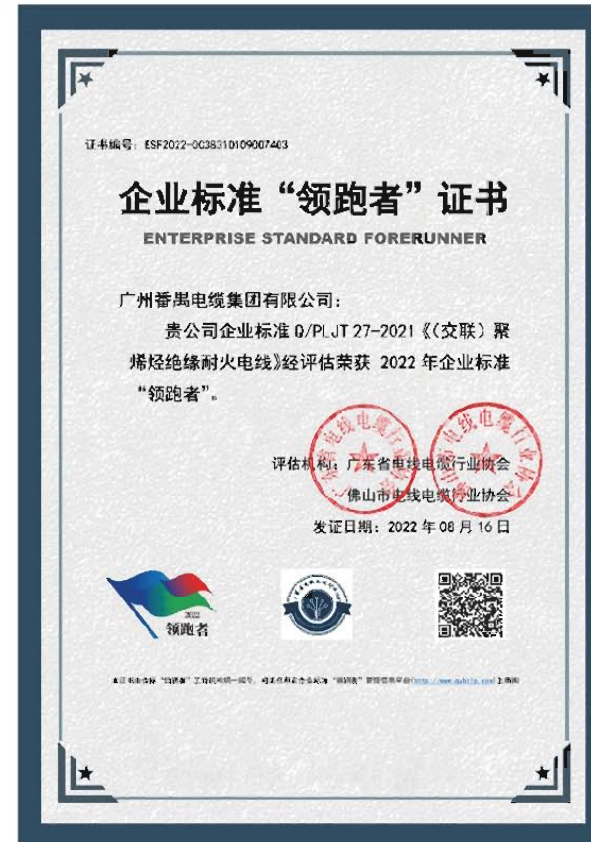 证书编号: ESF2022-00383101090​07403
企业标准“领跑者”证书
ENTERPRISE STANDARD FORERUNNER
广州番禺电缆集团有限公司:
贵公司企业标准 Q/PLJT 27-2021《(交联)聚
烯烃绝缘耐火电线》经评估荣获 2022 年企业标准
“领跑者”。
评估机构: 广东省电线电缆行业协会
佛山市电线电缆行业协会
发证日期: 2022 年 08 月 16 日
2022
领跑者